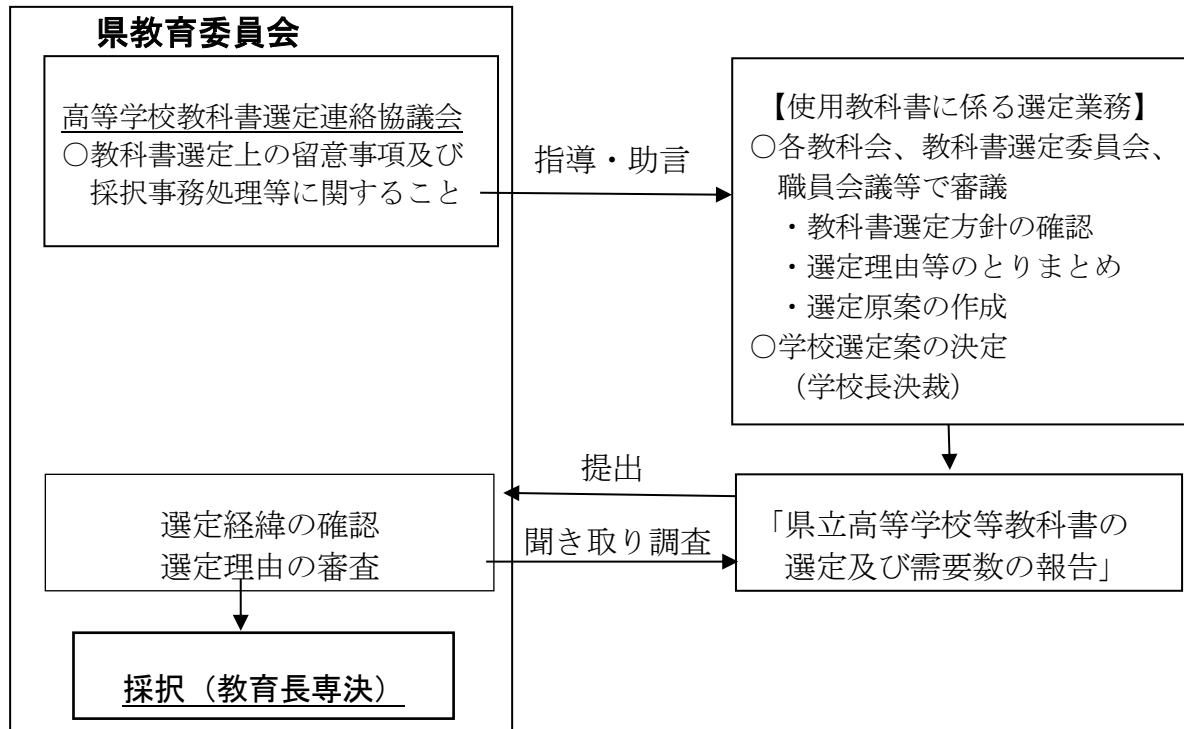 県教育委員会
高等学校教科書選定連絡協議会
○教科書選定上の留意事項及び
採択事務処理等に関すること
指導・助言
【使用教科書に係る選定業務】
○各教科会、教科書選定委員会、
職員会議等で審議
・教科書選定方針の確認
・選定理由等のとりまとめ
・選定原案の作成
○学校選定案の決定
（学校長決裁）
提出
「県立高等学校等教科書の
選定及び需要数の報告」
聞き取り調査
選定経緯の確認
選定理由の審査
採択（教育長専決）